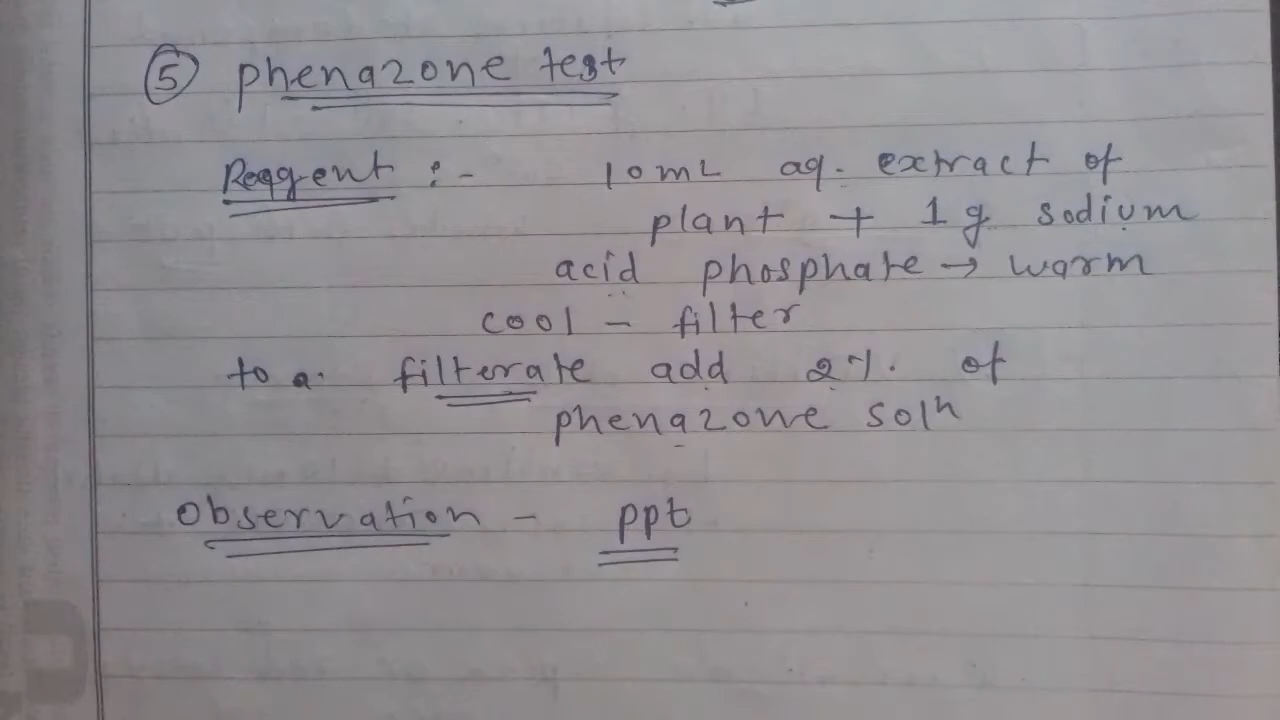 5 phenazone test
Reagent :- 10mL aq. extract of
plant + 1g sodium
acid phosphate → warm
cool - filter
to a. filterate add 2%. of
phenazone soln
Observation - ppt